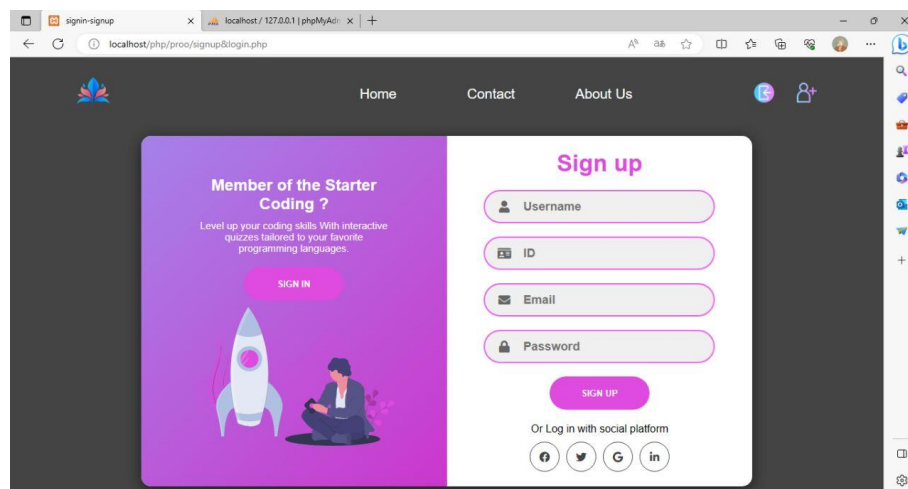 signin-signup
localhost / 127.0.0.1 | phpMyAdm
localhost/php/proo/signup&login.php
Home
Contact
About Us
Member of the Starter
Coding ?
Level up your coding skills With interactive
quizzes tailored to your favorite
programming languages.
SIGN IN
Sign up
Username
ID
Email
Password
SIGN UP
Or Log in with social platform
G
in